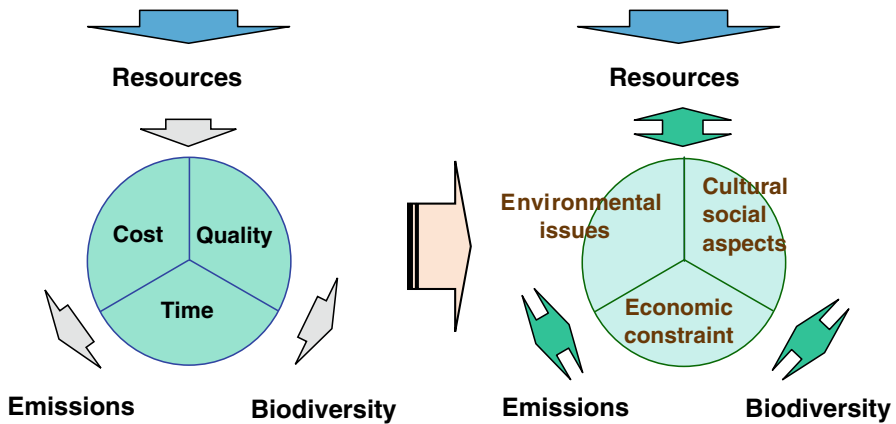 Resources
Cost
Quality
Time
Emissions
Biodiversity
Resources
Environmental
issues
Cultural
social
aspects
Economic
constraint
Emissions
Biodiversity